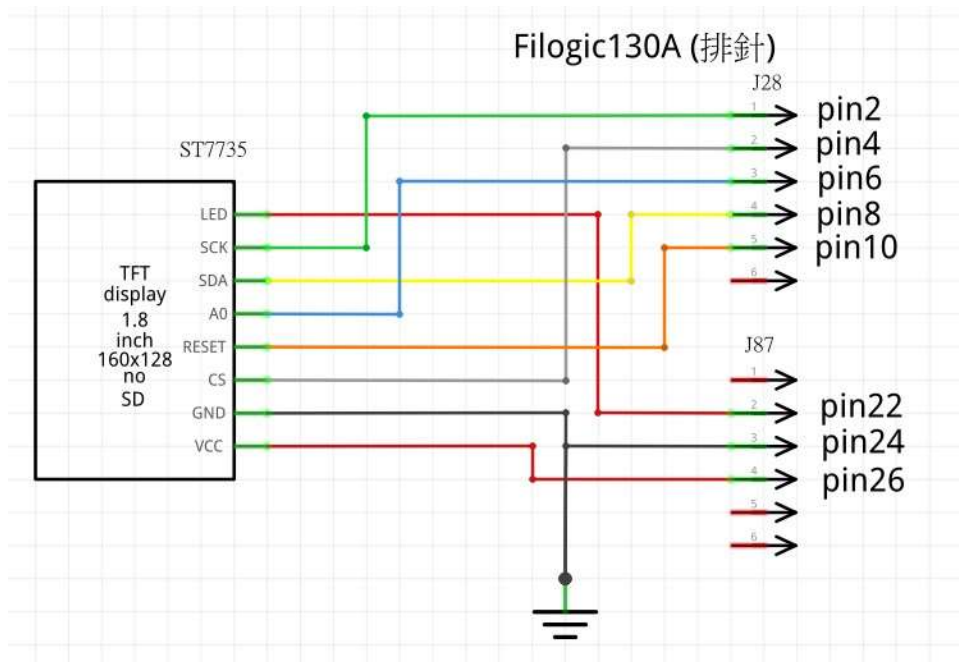 Filogic130A (排針)
J28
1 pin2
2 pin4
3 pin6
4 pin8
5 pin10
6
ST7735
LED
SCK
SDA
A0
RESET
CS
GND
VCC
TFT
display
1.8
inch
160x128
no
SD
J87
1
2 pin22
3 pin24
4 pin26
5
6